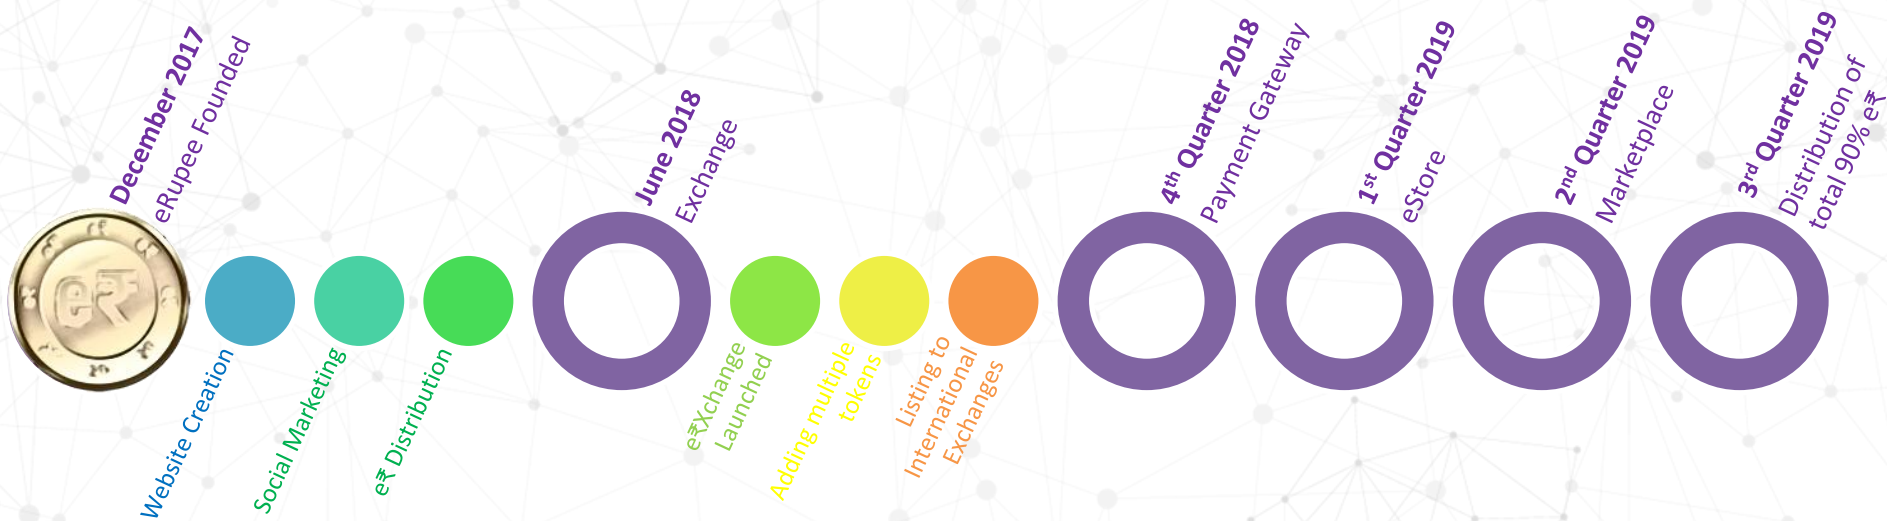 December 2017
eRupee Founded
e₹
Website Creation
Social Marketing
e₹ Distribution
June 2018
Exchange
e₹Xchange
Launched
Adding multiple
tokens
Listing to
International
Exchanges
4th Quarter 2018
Payment Gateway
1st Quarter 2019
eStore
2nd Quarter 2019
Marketplace
3rd Quarter 2019
Distribution of
total 90% e₹